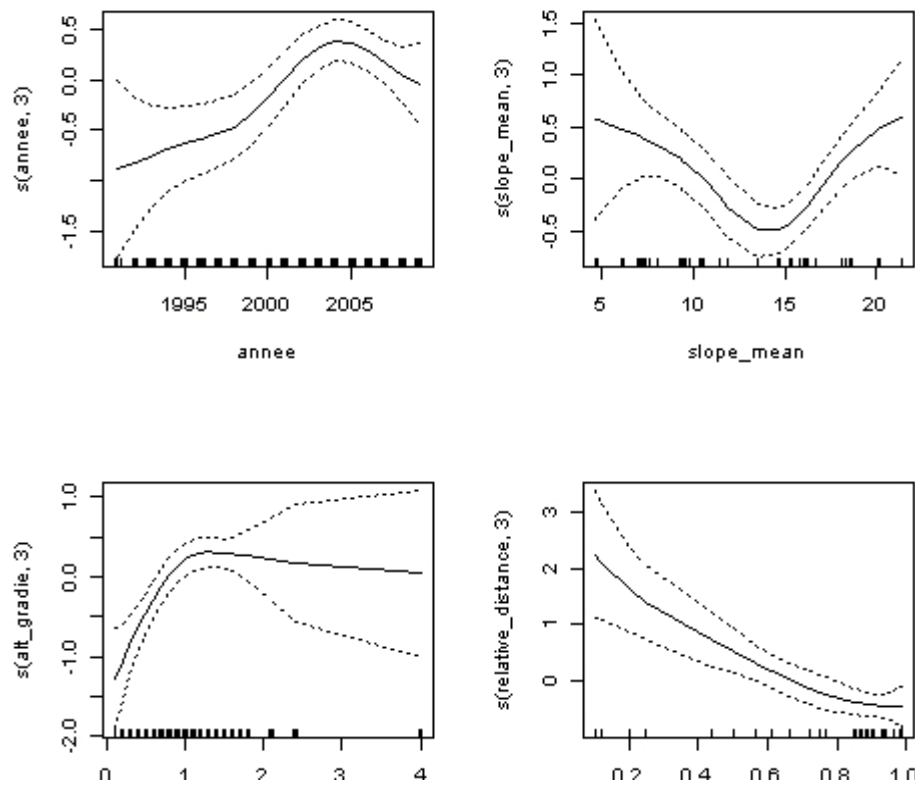 s(annee, 3)
0.5
0.0
-0.5
-1.5
1995 2000 2005
annee
s(slope_mean, 3)
1.5
1.0
0.5
0.0
-0.5
5 10 15 20
slope_mean
s(alt_gradie, 3)
1.0
0.0
-1.0
-2.0
0 1 2 3 4
s(relative_distance, 3)
3
2
1
0
0.2 0.4 0.6 0.8 1.0